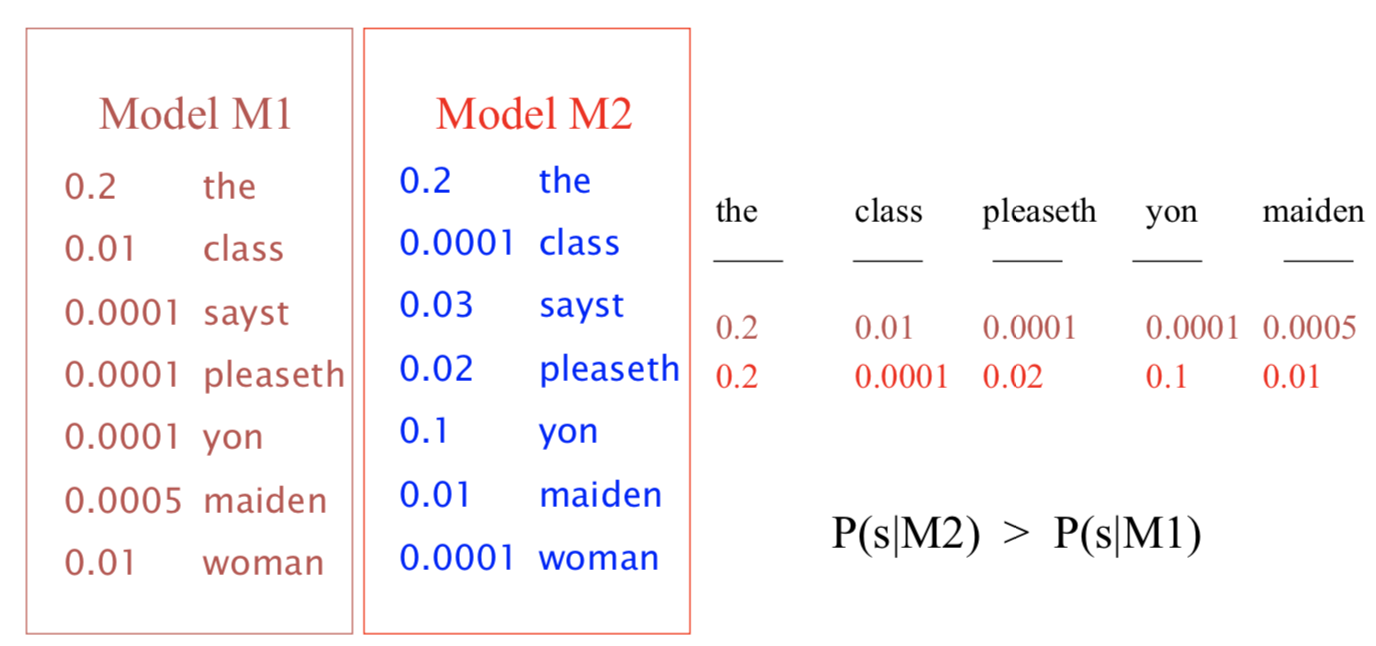 Model M1
0.2 the
0.01 class
0.0001 sayst
0.0001 pleaseth
0.0001 yon
0.0005 maiden
0.01 woman
Model M2
0.2 the
0.0001 class
0.03 sayst
0.02 pleaseth
0.1 yon
0.01 maiden
0.0001 woman
the class pleaseth yon maiden
0.2 0.01 0.0001 0.0001 0.0005
0.2 0.0001 0.02 0.1 0.01
P(s|M2) > P(s|M1)